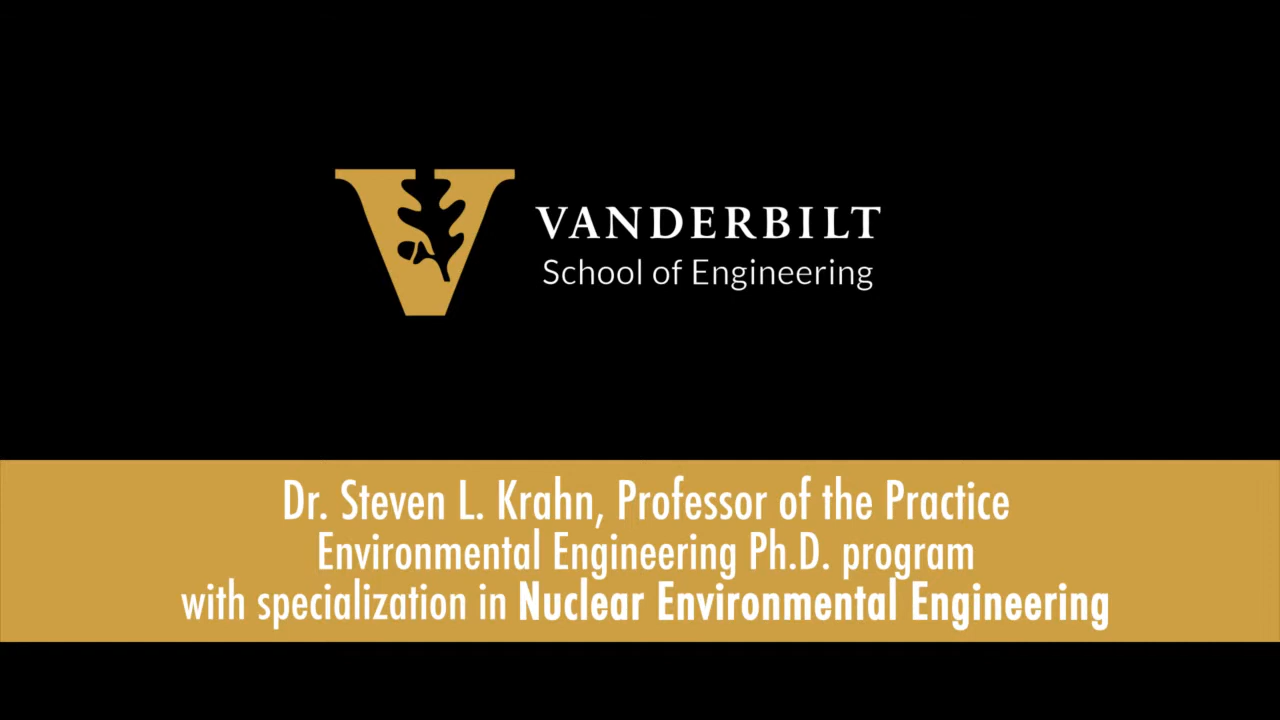 VANDERBILT
School of Engineering
Dr. Steven L. Krahn, Professor of the Practice
Environmental Engineering Ph.D. program
with specialization in Nuclear Environmental Engineering